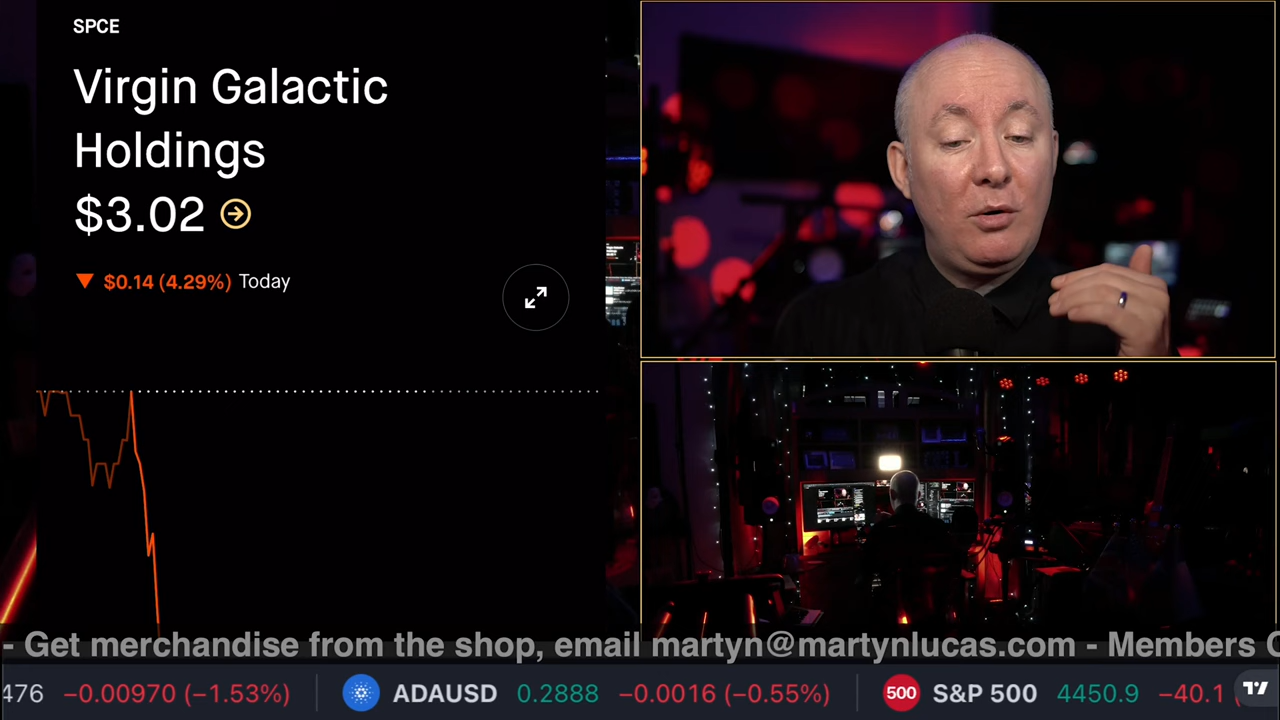 SPCE
Virgin Galactic
Holdings
$3.02
▼ $0.14 (4.29%) Today
- Get merchandise from the shop, email martyn@martynlucas.com - Members C
476 −0.00970 (−1.53%) ADAUSD 0.2888 −0.0016 (−0.55%) 500 S&P 500 4450.9 −40.1 (